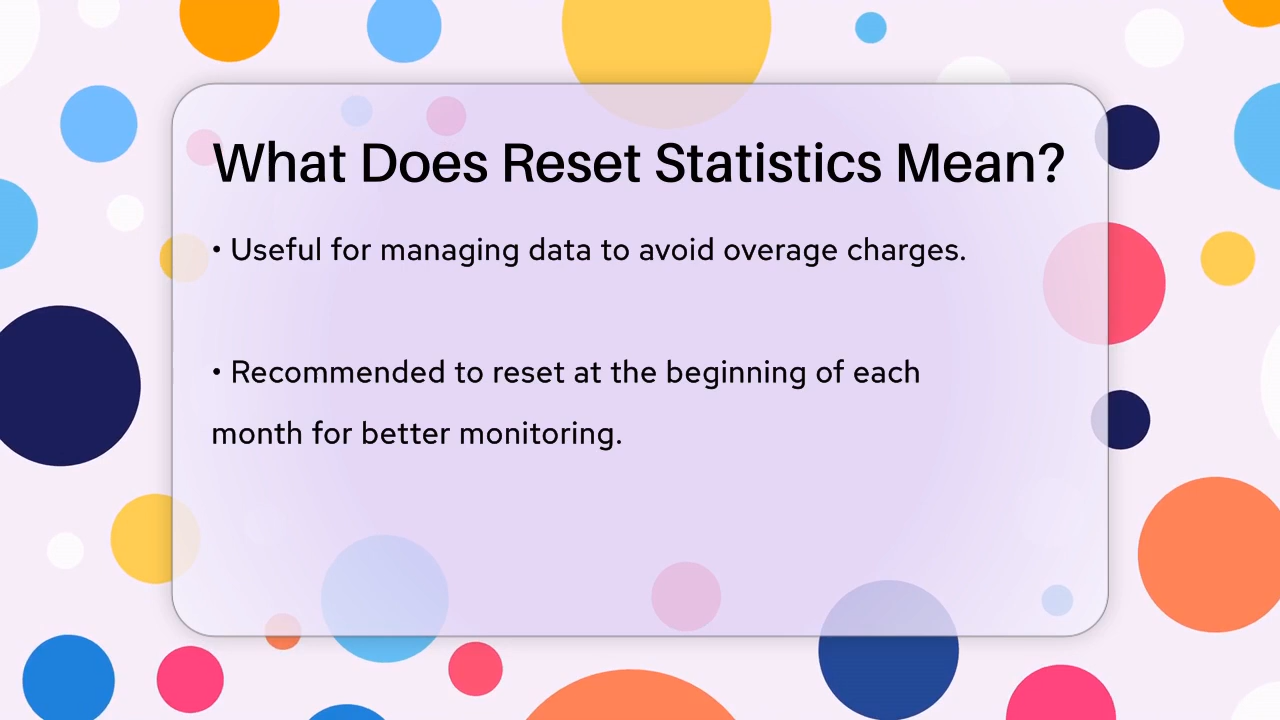 What Does Reset Statistics Mean?
• Useful for managing data to avoid overage charges.
• Recommended to reset at the beginning of each
month for better monitoring.